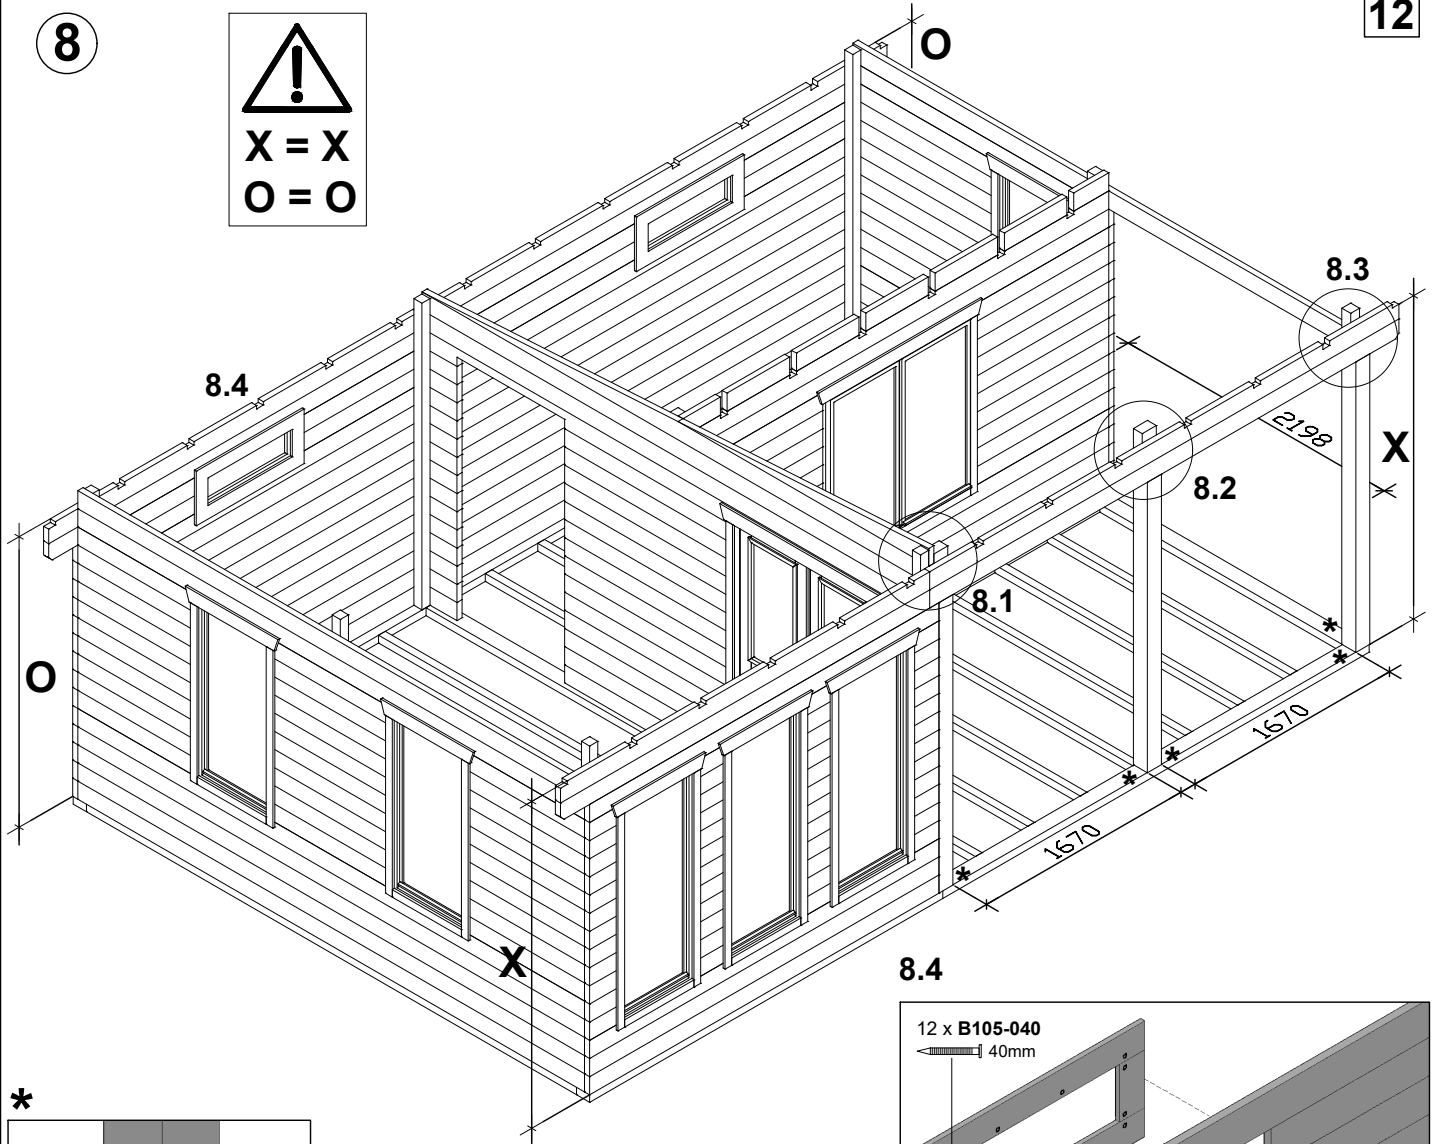 8
12
X = X
O = O
O
8.3
8.4
2198
X
8.2
8.1
*
*
O
1670
*
*
1670
*
X
8.4
12 x B105-040
40mm
*